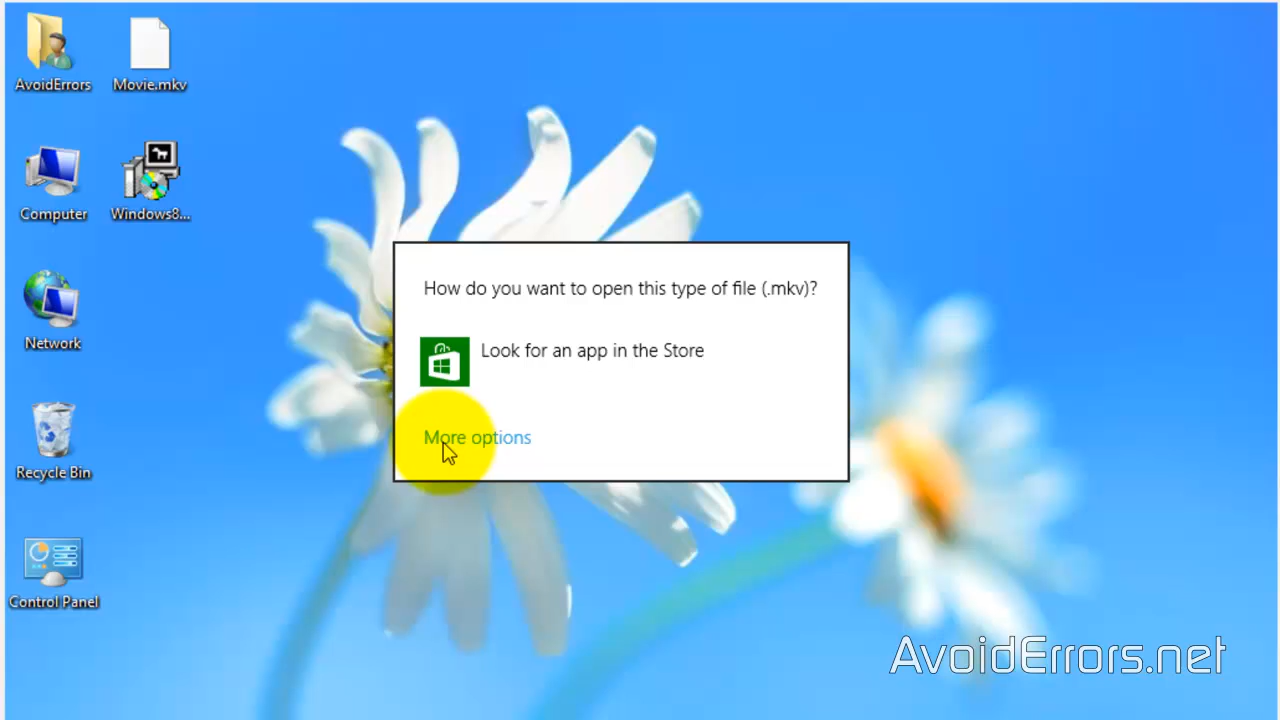 AvoidErrors
Movie.mkv
Computer
Windows8...
Network
Recycle Bin
Control Panel
How do you want to open this type of file (.mkv)?
Look for an app in the Store
More options
AvoidErrors.net